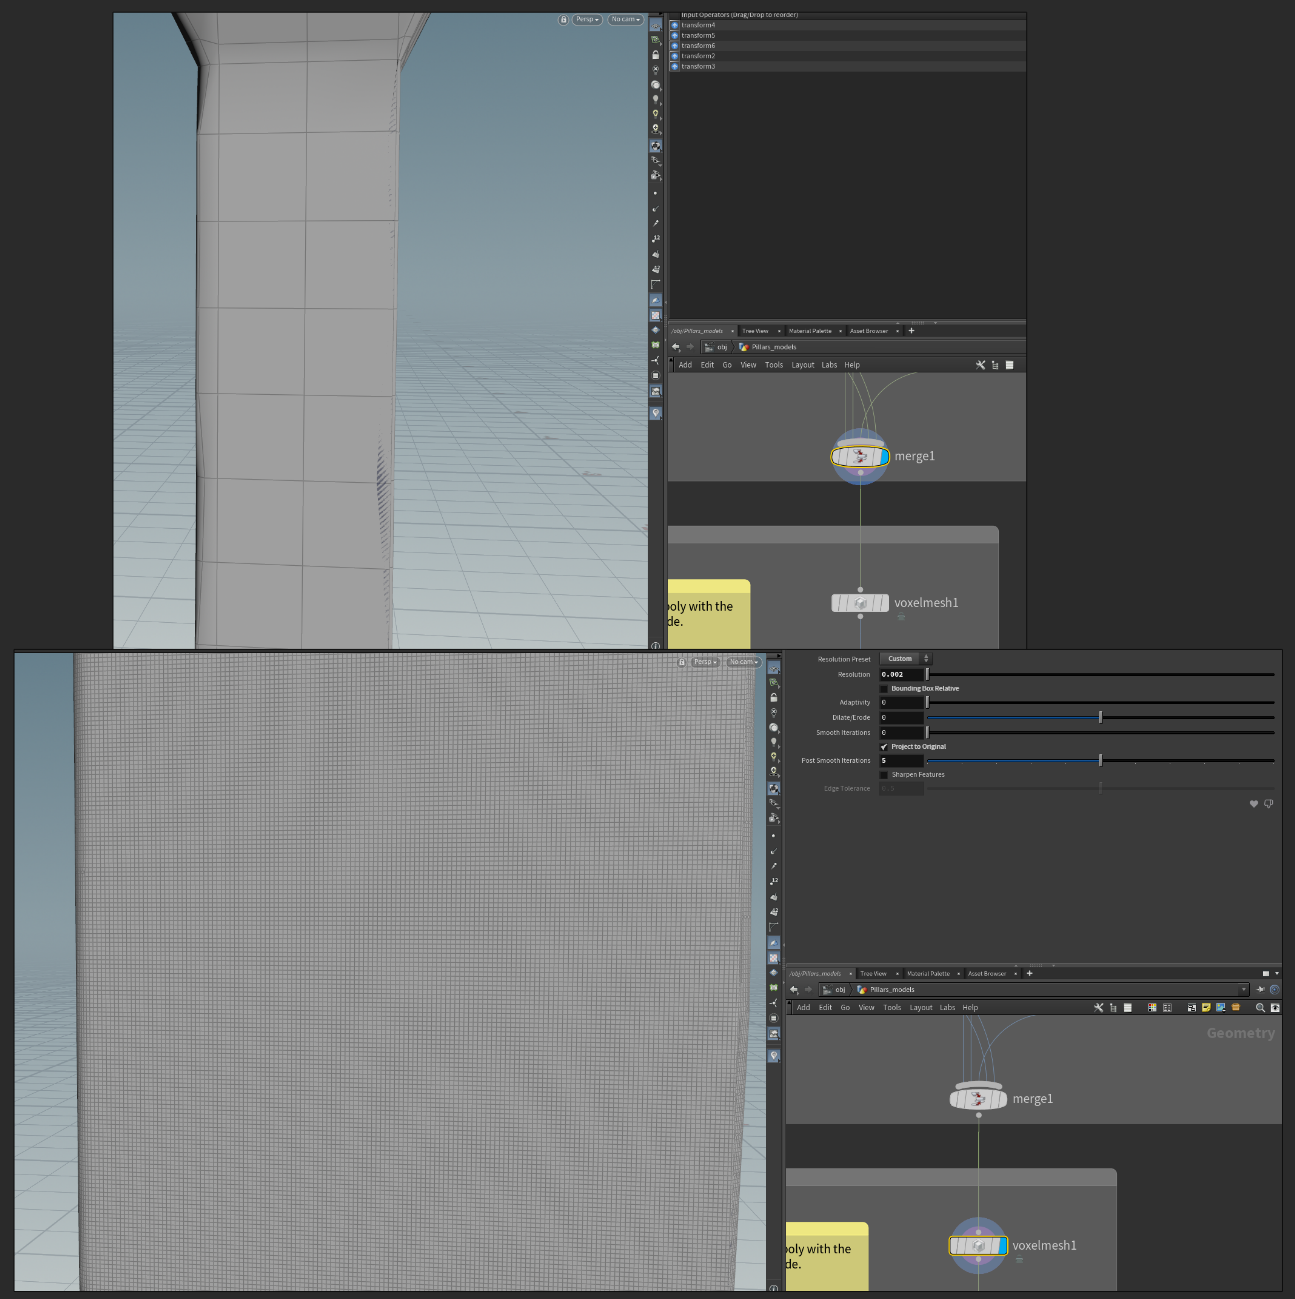 Persp
No cam
Input Operators (Drag/Drop to reorder)
transform4
transform5
transform6
transform2
transform3
/obj/Pillars_models
Tree View
Material Palette
Asset Browser
obj
Pillars_models
Add Edit Go View Tools Layout Labs Help
merge1
voxelmesh1
poly with the
de.
Persp
No cam
Resolution Preset Custom
Resolution 0.002
Bounding Box Relative
Adaptivity 0
Dilate/Erode 0
Smooth Iterations 0
Project to Original
Post Smooth Iterations 5
Sharpen Features
Edge Tolerance
/obj/Pillars_models
Tree View
Material Palette
Asset Browser
obj
Pillars_models
Add Edit Go View Tools Layout Labs Help
Geometry
merge1
voxelmesh1
poly with the
de.